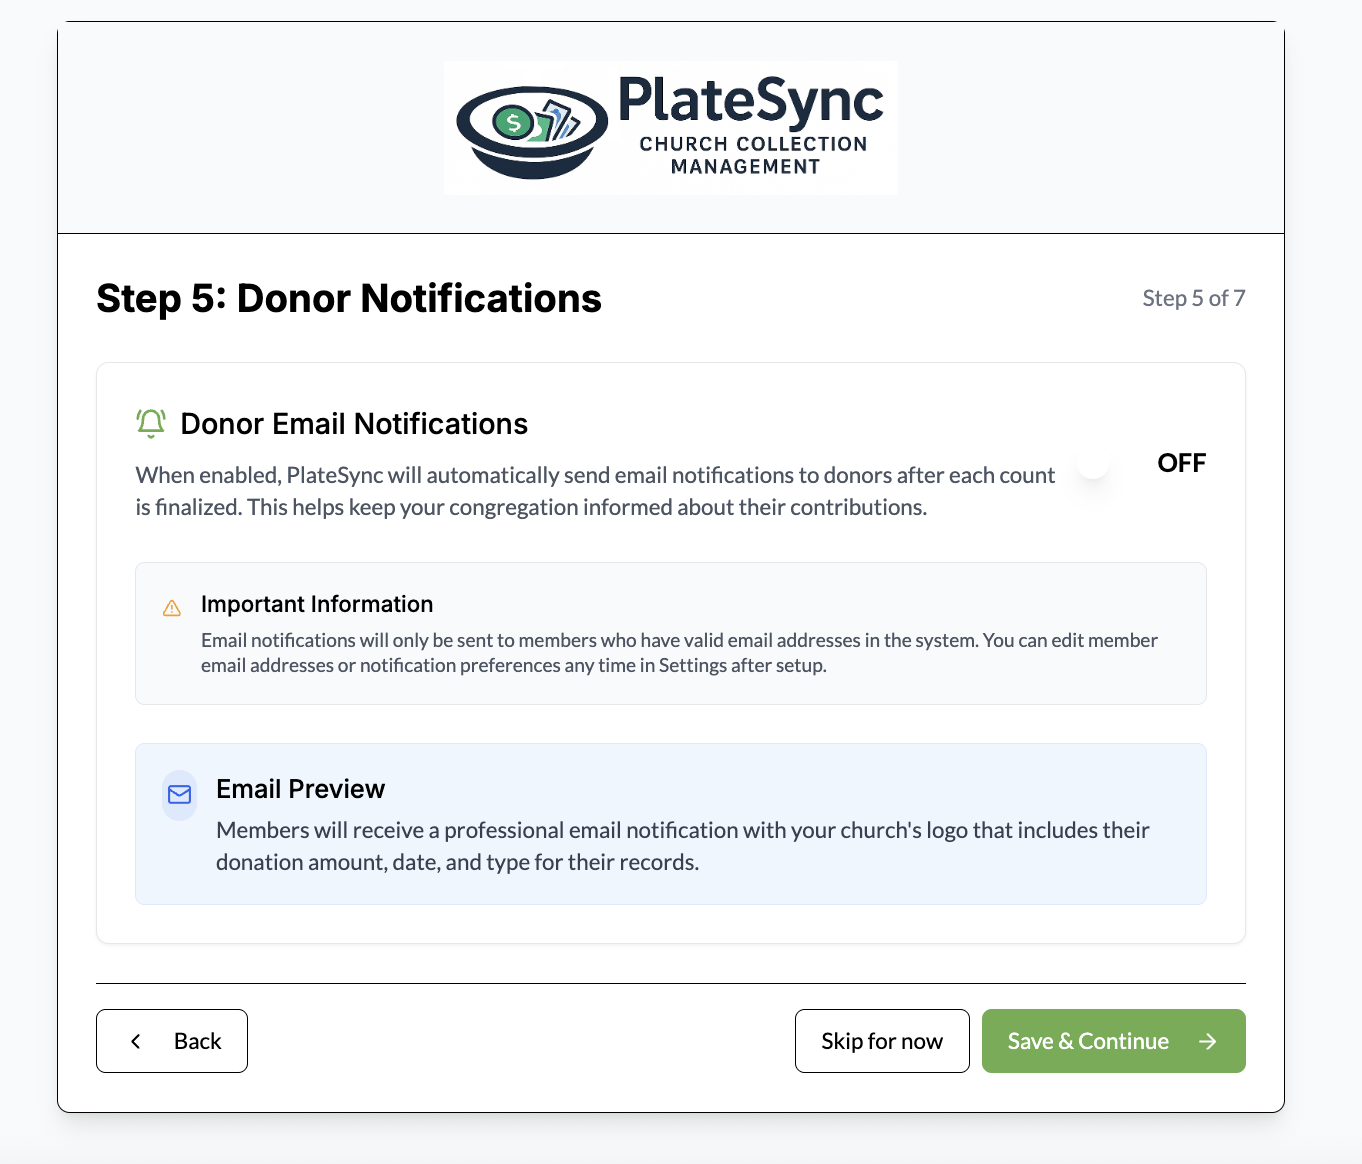 $
PlateSync
CHURCH COLLECTION
MANAGEMENT
Step 5: Donor Notifications
Step 5 of 7
Donor Email Notifications
When enabled, PlateSync will automatically send email notifications to donors after each count
is finalized. This helps keep your congregation informed about their contributions.
OFF
Important Information
Email notifications will only be sent to members who have valid email addresses in the system. You can edit member
email addresses or notification preferences any time in Settings after setup.
Email Preview
Members will receive a professional email notification with your church's logo that includes their
donation amount, date, and type for their records.
Back
Skip for now
Save & Continue